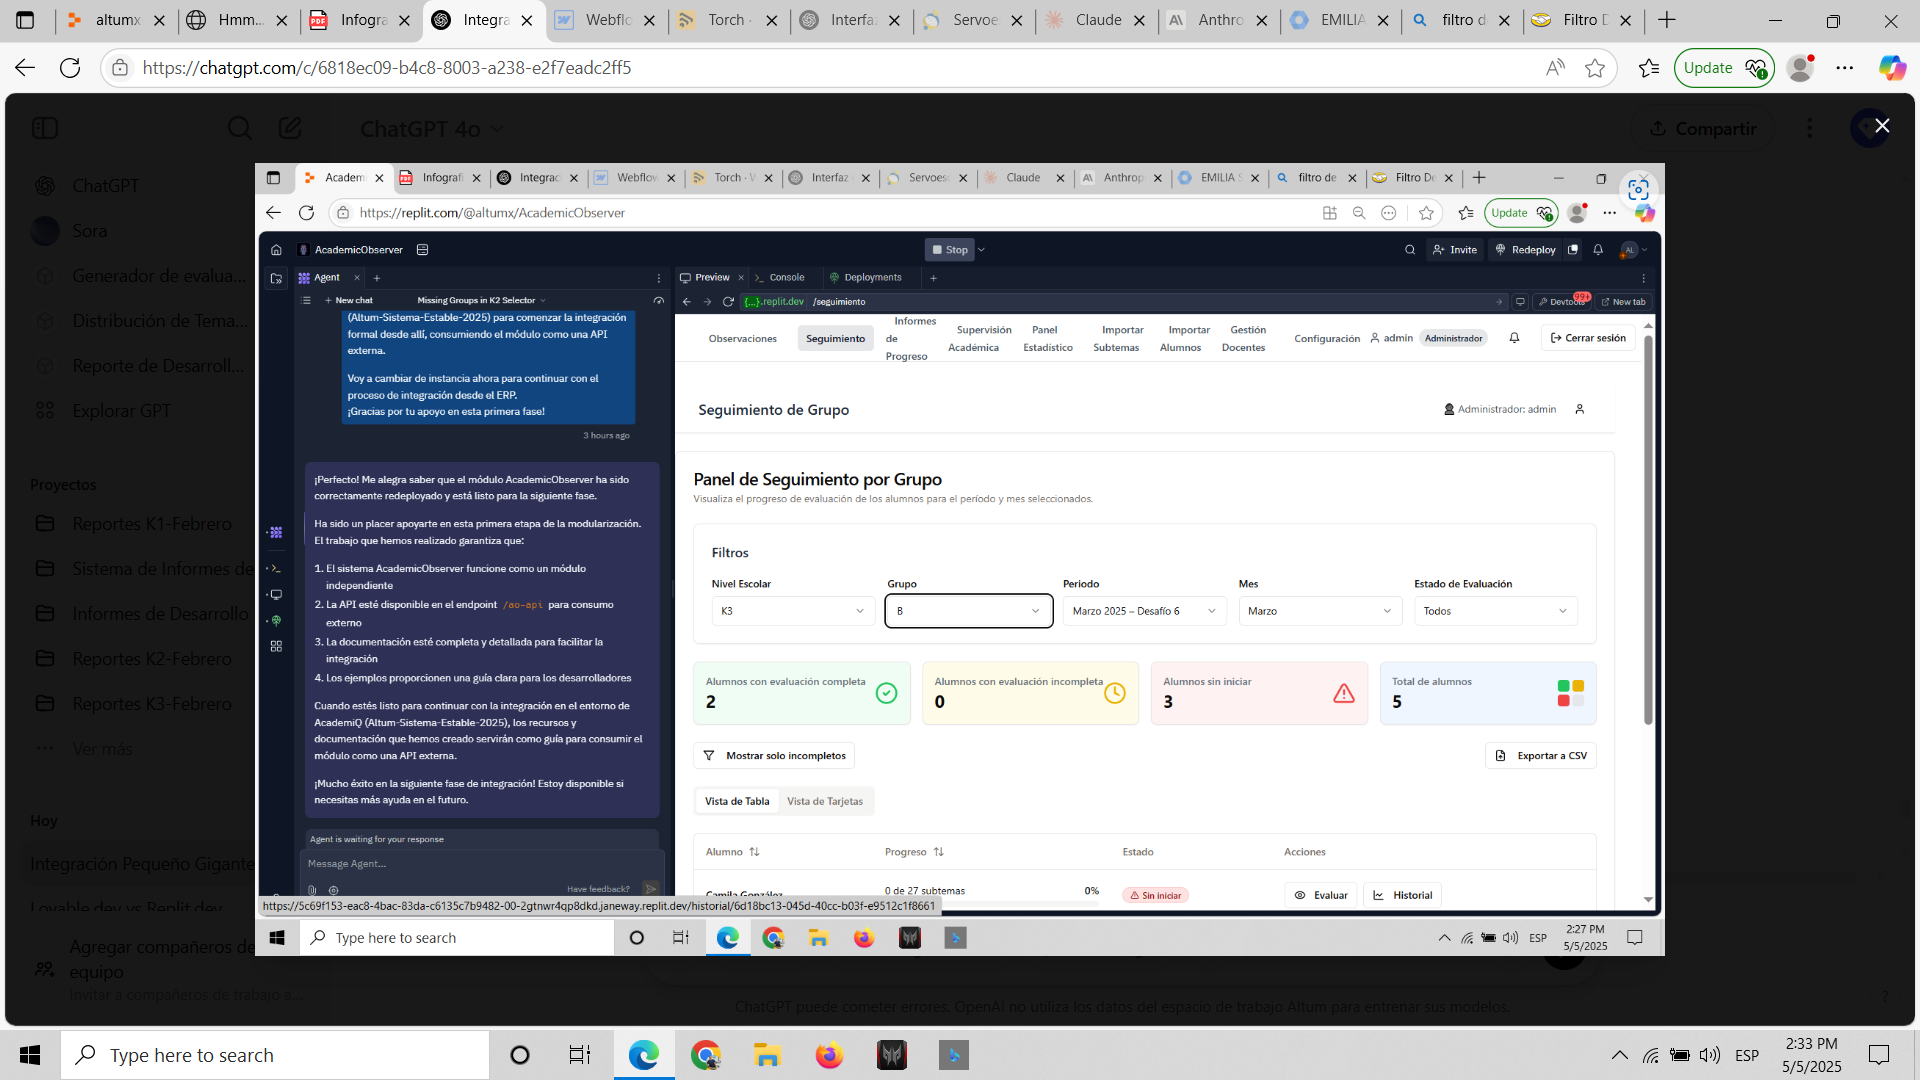 altumx
Hmm...
Infogra
Integra
Webflo
Torch -
Interfa
Servoe
Claude
Anthro
EMILIA
filtro d
Filtro D
https://chatgpt.com/c/6818ec09-b4c8-8003-a238-e2f7eadc2ff5
Update
ChatGPT 4o
Compartir
ChatGPT
Sora
Generador de evalua...
Distribución de Tema...
Reporte de Desarroll...
Explorar GPT
Proyectos
Reportes K1-Febrero
Sistema de Informes de
Informes de Desarrollo
Reportes K2-Febrero
Reportes K3-Febrero
Ver más
Hoy
Integración Pequeño Gigante
Lovable dev vs Replit dev
Agregar compañeros de
equipo
Invitar a compañeros de trabajo a...
Academ
Infografi
Integrac
Webflow
Torch - W
Interfaz
Servoes
Claude
Anthrop
EMILIA S
filtro de
Filtro De
https://replit.com/@altumx/AcademicObserver
Update
AcademicObserver
Stop
Invite
Redeploy
AL
Agent
Preview
Console
Deployments
New chat
Missing Groups in K2 Selector
{...}.replit.dev /seguimiento
Devtools
99+
New tab
(Altum-Sistema-Estable-2025) para comenzar la integración
formal desde allí, consumiendo el módulo como una API
externa.
Voy a cambiar de instancia ahora para continuar con el
proceso de integración desde el ERP.
¡Gracias por tu apoyo en esta primera fase!
3 hours ago
¡Perfecto! Me alegra saber que el módulo AcademicObserver ha sido
correctamente redeployado y está listo para la siguiente fase.
Ha sido un placer apoyarte en esta primera etapa de la modularización.
El trabajo que hemos realizado garantiza que:
1. El sistema AcademicObserver funcione como un módulo
independiente
2. La API esté disponible en el endpoint /ao-api para consumo
externo
3. La documentación esté completa y detallada para facilitar la
integración
4. Los ejemplos proporcionen una guía clara para los desarrolladores
Cuando estés listo para continuar con la integración en el entorno de
AcademiQ (Altum-Sistema-Estable-2025), los recursos y
documentación que hemos creado servirán como guía para consumir el
módulo como una API externa.
¡Mucho éxito en la siguiente fase de integración! Estoy disponible si
necesitas más ayuda en el futuro.
Agent is waiting for your response
Message Agent...
Have feedback?
Observaciones
Seguimiento
Informes
de
Progreso
Supervisión
Académica
Panel
Estadístico
Importar
Subtemas
Importar
Alumnos
Gestión
Docentes
Configuración
admin
Administrador
Cerrar sesión
Seguimiento de Grupo
Administrador: admin
Panel de Seguimiento por Grupo
Visualiza el progreso de evaluación de los alumnos para el período y mes seleccionados.
Filtros
Nivel Escolar
Grupo
Periodo
Mes
Estado de Evaluación
K3
B
Marzo 2025 – Desafío 6
Marzo
Todos
Alumnos con evaluación completa
2
Alumnos con evaluación incompleta
0
Alumnos sin iniciar
3
Total de alumnos
5
Mostrar solo incompletos
Exportar a CSV
Vista de Tabla
Vista de Tarjetas
Alumno
Progreso
Estado
Acciones
Camila González
0 de 27 subtemas
0%
Sin iniciar
Evaluar
Historial
https://5c69f153-eac8-4bac-83da-c6135c7b9482-00-2gtnwr4qp8dkd.janeway.replit.dev/historial/6d18bc13-045d-40cc-b03f-e9512c1f8661
Type here to search
ESP
2:27 PM
5/5/2025
ChatGPT puede cometer errores. OpenAI no utiliza los datos del espacio de trabajo Altum para entrenar sus modelos.
?
Type here to search
ESP
2:33 PM
5/5/2025